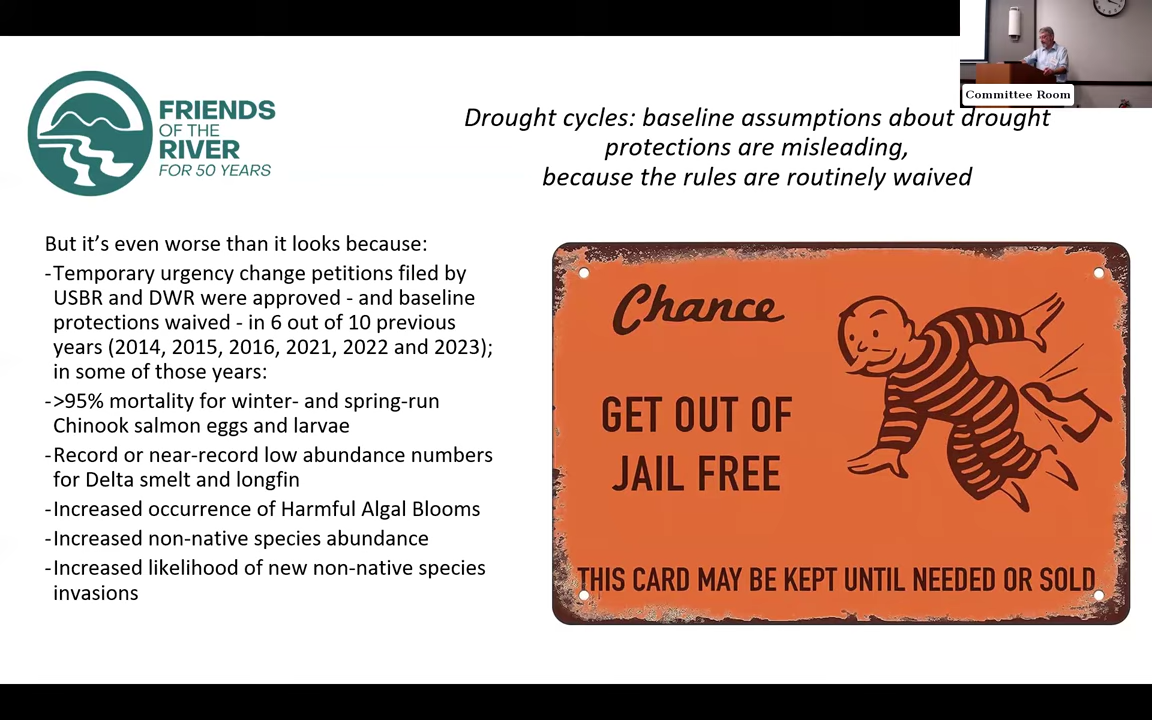 Committee Room
FRIENDS
OF THE
RIVER
FOR 50 YEARS
Drought cycles: baseline assumptions about drought
protections are misleading,
because the rules are routinely waived
But it’s even worse than it looks because:
-Temporary urgency change petitions filed by
USBR and DWR were approved - and baseline
protections waived - in 6 out of 10 previous
years (2014, 2015, 2016, 2021, 2022 and 2023);
in some of those years:
->95% mortality for winter- and spring-run
Chinook salmon eggs and larvae
-Record or near-record low abundance numbers
for Delta smelt and longfin
-Increased occurrence of Harmful Algal Blooms
-Increased non-native species abundance
-Increased likelihood of new non-native species
invasions
Chance
GET OUT OF
JAIL FREE
THIS CARD MAY BE KEPT UNTIL NEEDED OR SOLD